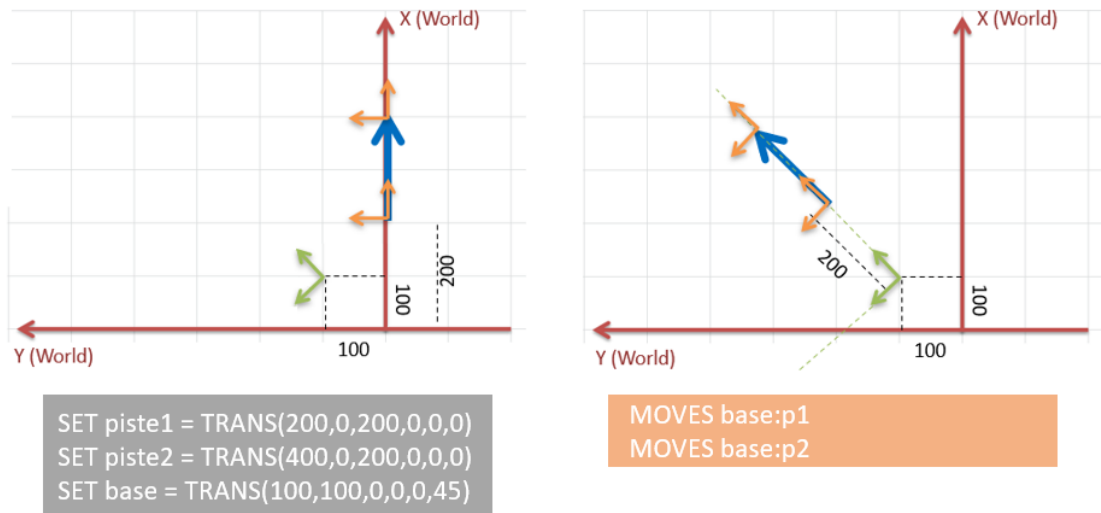 X (World)
200
100
Y (World)
100
SET piste1 = TRANS(200,0,200,0,0,0)
SET piste2 = TRANS(400,0,200,0,0,0)
SET base = TRANS(100,100,0,0,0,45)
X (World)
200
100
Y (World)
100
MOVES base:p1
MOVES base:p2